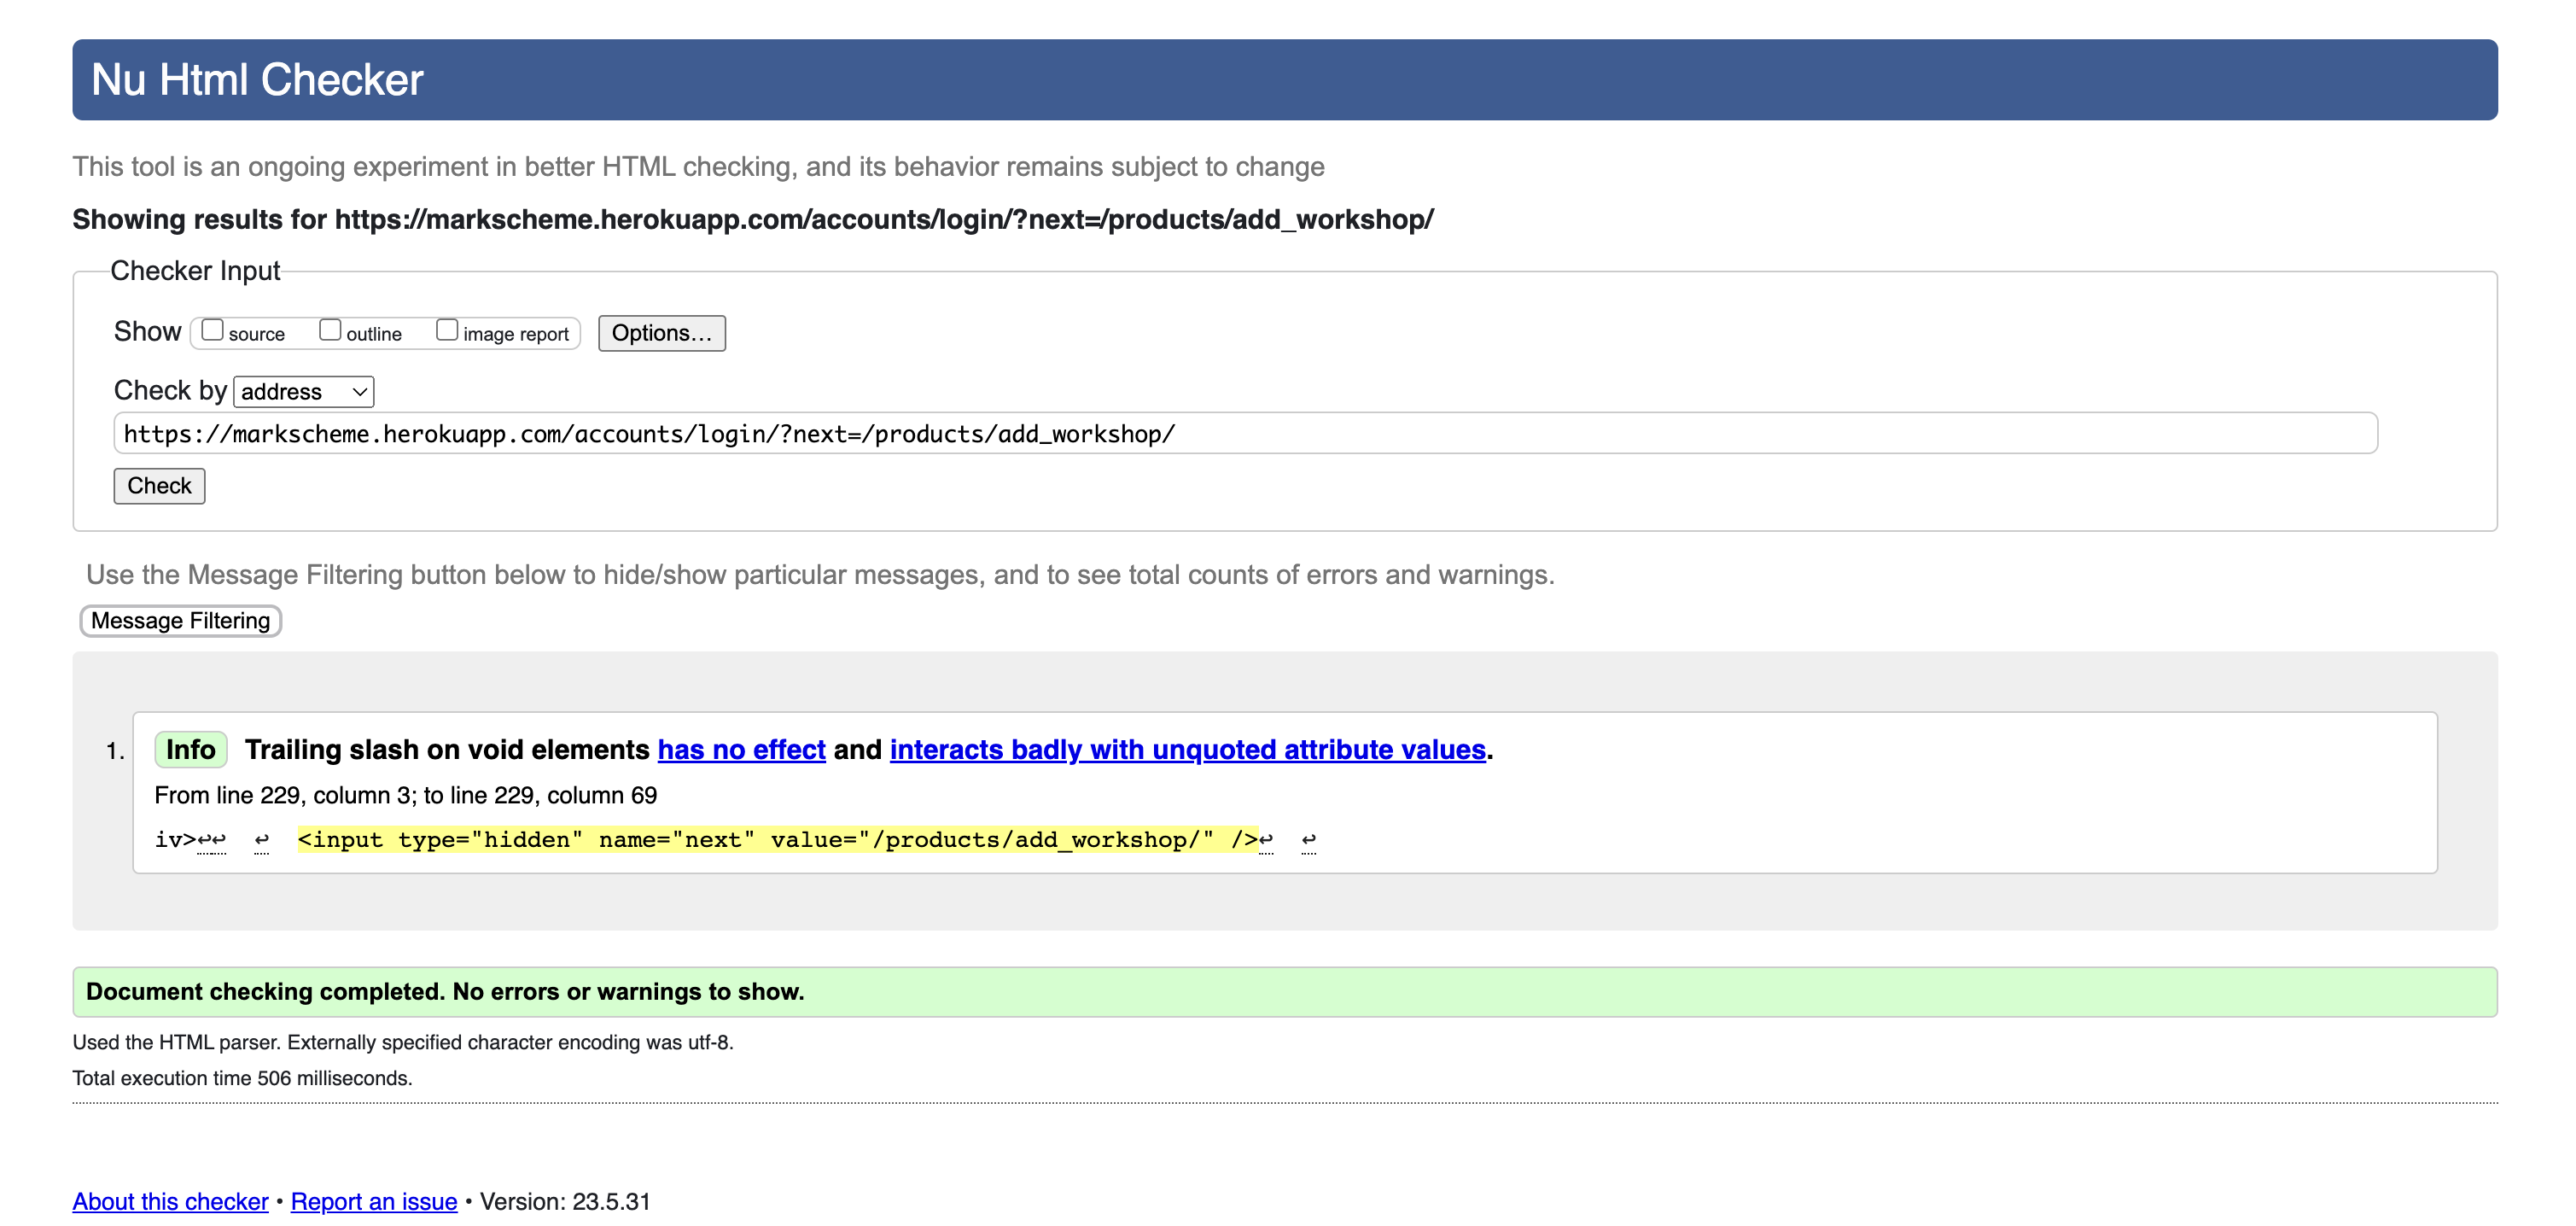 Nu Html Checker
This tool is an ongoing experiment in better HTML checking, and its behavior remains subject to change
Showing results for https://markscheme.herokuapp.com/accounts/login/?next=/products/add_workshop/
Checker Input
Show source outline image report Options...
Check by address
https://markscheme.herokuapp.com/accounts/login/?next=/products/add_workshop/
Check
Use the Message Filtering button below to hide/show particular messages, and to see total counts of errors and warnings.
Message Filtering
1. Info Trailing slash on void elements has no effect and interacts badly with unquoted attribute values.
From line 229, column 3; to line 229, column 69
iv>↩↩ ↩ <input type="hidden" name="next" value="/products/add_workshop/" />↩ ↩
Document checking completed. No errors or warnings to show.
Used the HTML parser. Externally specified character encoding was utf-8.
Total execution time 506 milliseconds.
About this checker • Report an issue • Version: 23.5.31